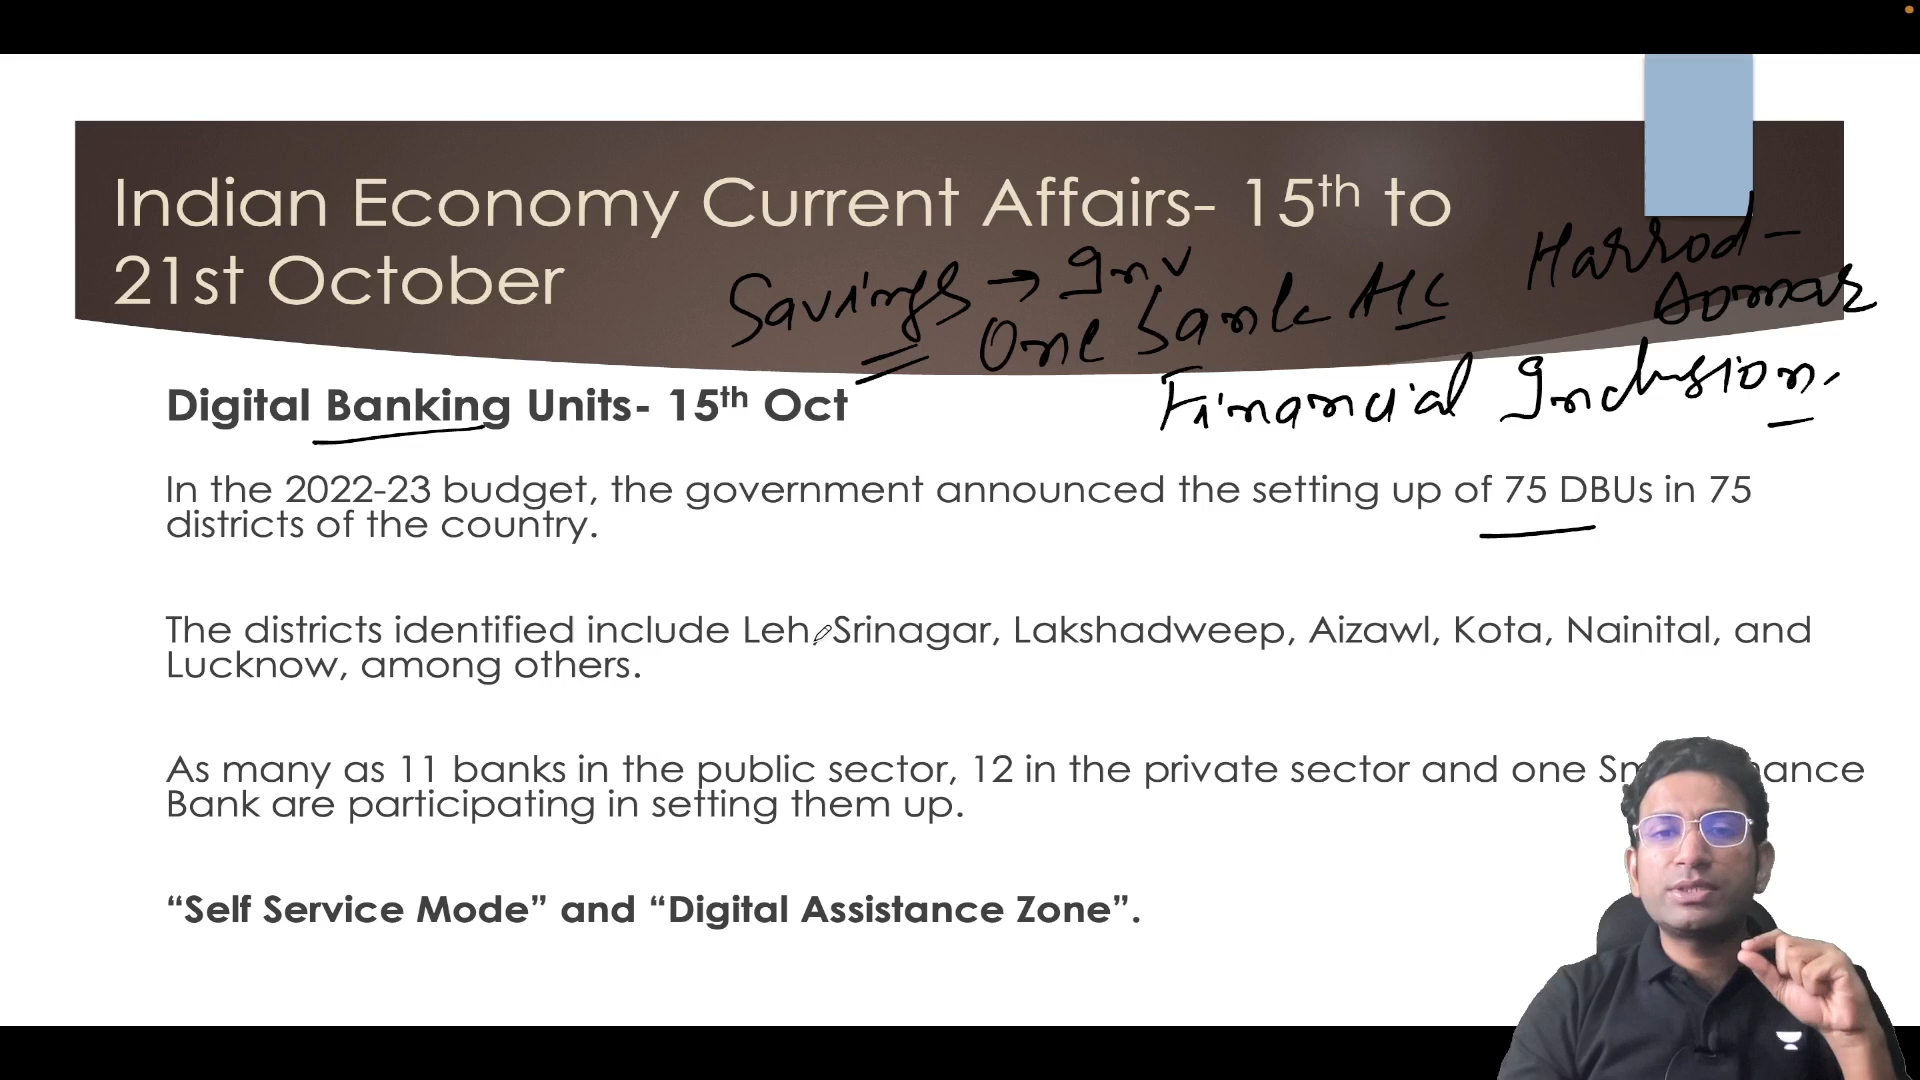 Indian Economy Current Affairs- 15th to
21st October
Savings → Inv
One Bank A/c
Harrod-
Domar
Financial Inclusion.
Digital Banking Units- 15th Oct
In the 2022-23 budget, the government announced the setting up of 75 DBUs in 75
districts of the country.
The districts identified include Leh Srinagar, Lakshadweep, Aizawl, Kota, Nainital, and
Lucknow, among others.
As many as 11 banks in the public sector, 12 in the private sector and one
Bank are participating in setting them up.
“Self Service Mode” and “Digital Assistance Zone”.